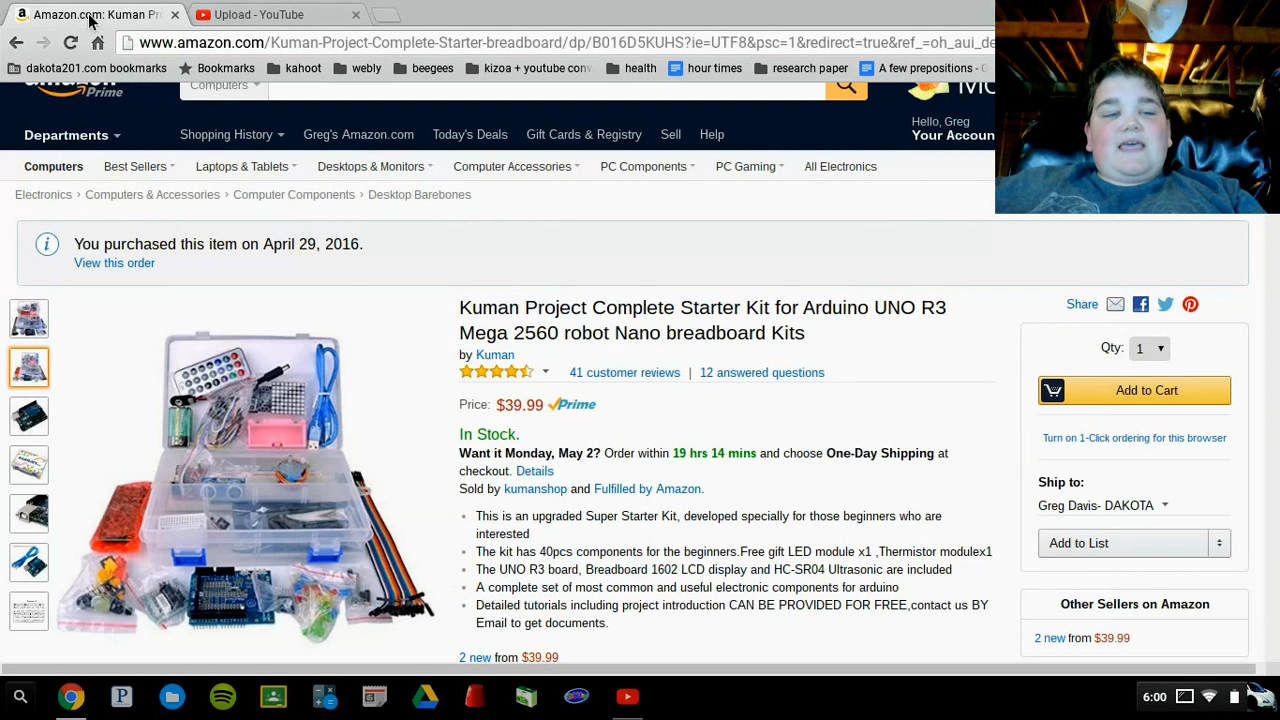 Amazon.com: Kuman Pr
Upload - YouTube
www.amazon.com/Kuman-Project-Complete-Starter-breadboard/dp/B016D5KUHS?ie=UTF8&psc=1&redirect=true&ref_=oh_aui_de
dakota201.com bookmarks
Bookmarks
kahoot
webly
beegees
kizoa + youtube conv
health
hour times
research paper
A few prepositions - G
amazon
Prime
Computers
Departments
Shopping History
Greg's Amazon.com
Today's Deals
Gift Cards & Registry
Sell
Help
Hello, Greg
Your Accoun
Computers
Best Sellers
Laptops & Tablets
Desktops & Monitors
Computer Accessories
PC Components
PC Gaming
All Electronics
Electronics › Computers & Accessories › Computer Components › Desktop Barebones
You purchased this item on April 29, 2016.
View this order
Kuman Project Complete Starter Kit for Arduino UNO R3
Mega 2560 robot Nano breadboard Kits
by Kuman
41 customer reviews | 12 answered questions
Price: $39.99 Prime
In Stock.
Want it Monday, May 2? Order within 19 hrs 14 mins and choose One-Day Shipping at
checkout. Details
Sold by kumanshop and Fulfilled by Amazon.
• This is an upgraded Super Starter Kit, developed specially for those beginners who are
interested
• The kit has 40pcs components for the beginners.Free gift LED module x1 ,Thermistor modulex1
• The UNO R3 board, Breadboard 1602 LCD display and HC-SR04 Ultrasonic are included
• A complete set of most common and useful electronic components for arduino
• Detailed tutorials including project introduction CAN BE PROVIDED FOR FREE,contact us BY
Email to get documents.
2 new from $39.99
Share
Qty: 1
Add to Cart
Turn on 1-Click ordering for this browser
Ship to:
Greg Davis- DAKOTA
Add to List
Other Sellers on Amazon
2 new from $39.99
6:00